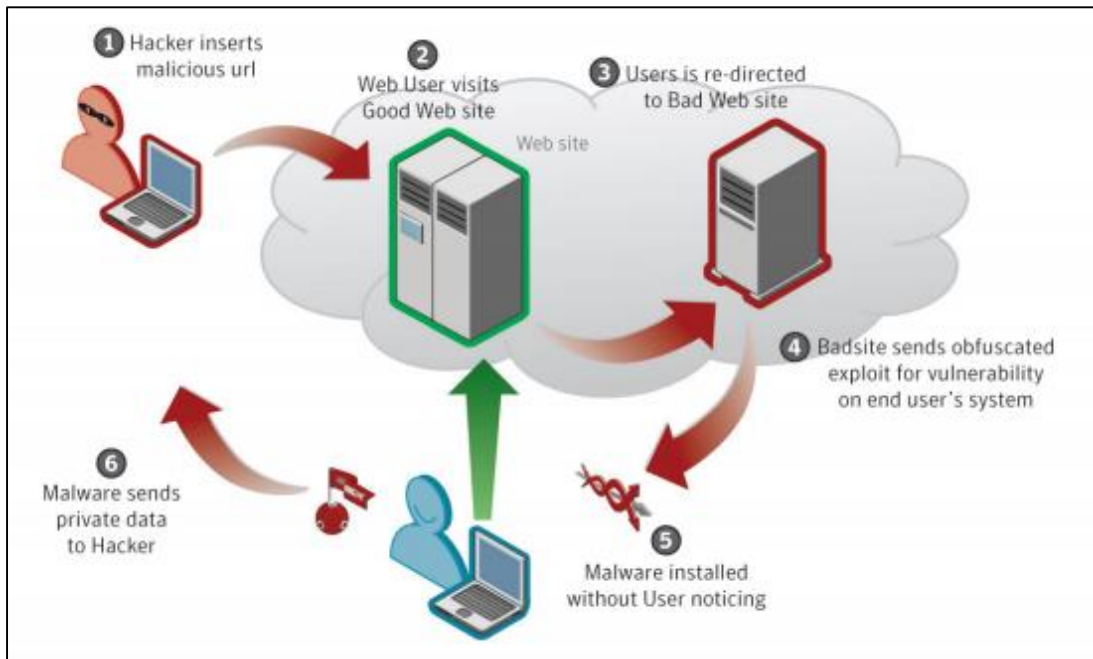 1 Hacker inserts
malicious url
2
Web User visits
Good Web site
3 Users is re-directed
to Bad Web site
Web site
4 Badsite sends obfuscated
exploit for vulnerability
on end user's system
5
Malware installed
without User noticing
6
Malware sends
private data
to Hacker